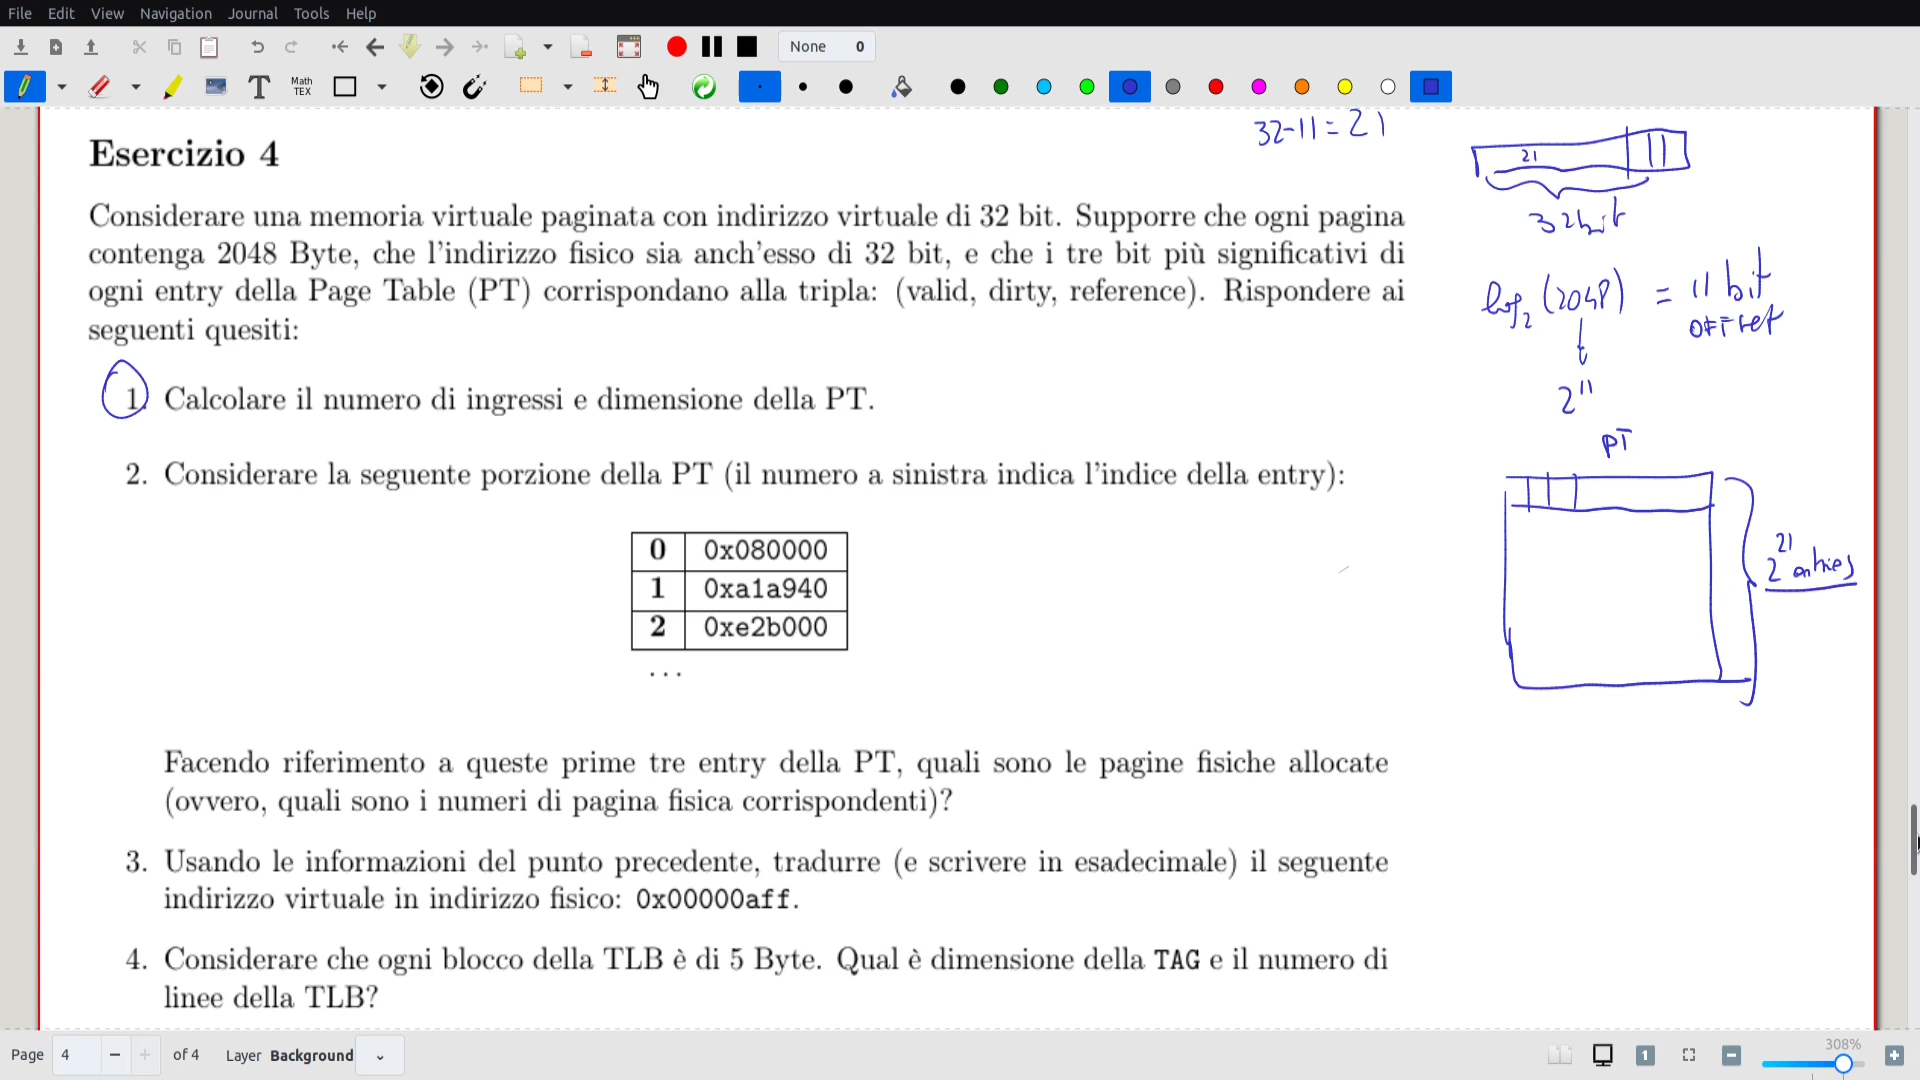 File Edit View Navigation Journal Tools Help
None 0
Math TEX
32-11=21
Esercizio 4
21
32bit
Considerare una memoria virtuale paginata con indirizzo virtuale di 32 bit. Supporre che ogni pagina
contenga 2048 Byte, che l'indirizzo fisico sia anch'esso di 32 bit, e che i tre bit più significativi di
ogni entry della Page Table (PT) corrispondano alla tripla: (valid, dirty, reference). Rispondere ai
seguenti quesiti:
log2(2048) = 11 bit
OFFset
2^11
1. Calcolare il numero di ingressi e dimensione della PT.
PT
2. Considerare la seguente porzione della PT (il numero a sinistra indica l'indice della entry):
0 0x080000
1 0xa1a940
2 0xe2b000
...
2^21 entries
Facendo riferimento a queste prime tre entry della PT, quali sono le pagine fisiche allocate
(ovvero, quali sono i numeri di pagina fisica corrispondenti)?
3. Usando le informazioni del punto precedente, tradurre (e scrivere in esadecimale) il seguente
indirizzo virtuale in indirizzo fisico: 0x00000aff.
4. Considerare che ogni blocco della TLB è di 5 Byte. Qual è dimensione della TAG e il numero di
linee della TLB?
Page 4 of 4 Layer Background
1
308%